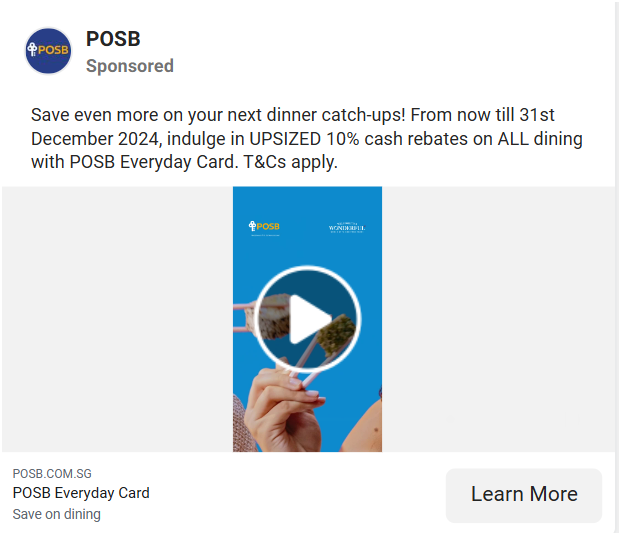 POSB
POSB
Sponsored
Save even more on your next dinner catch-ups! From now till 31st
December 2024, indulge in UPSIZED 10% cash rebates on ALL dining
with POSB Everyday Card. T&Cs apply.
POSB
WONDERFUL
POSB.COM.SG
POSB Everyday Card
Save on dining
Learn More